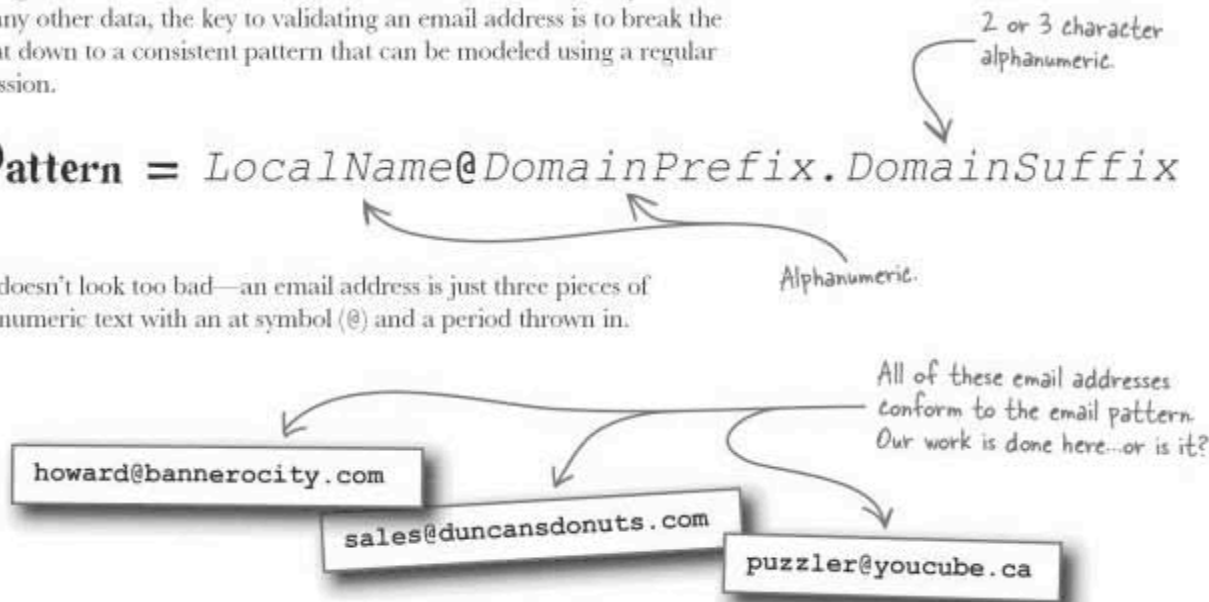 any other data, the key to validating an email address is to break the
down to a consistent pattern that can be modeled using a regular
2 or 3 character
alphanumeric.
= LocalName@DomainPrefix.DomainSuffix
Alphanumeric.
doesn't look too bad—an email address is just three pieces of
text with an at symbol (@) and a period thrown in.
All of these email addresses
conform to the email pattern.
Our work is done here...or is it?
howard@bannerocity.com
sales@duncansdonuts.com
puzzler@youcube.ca